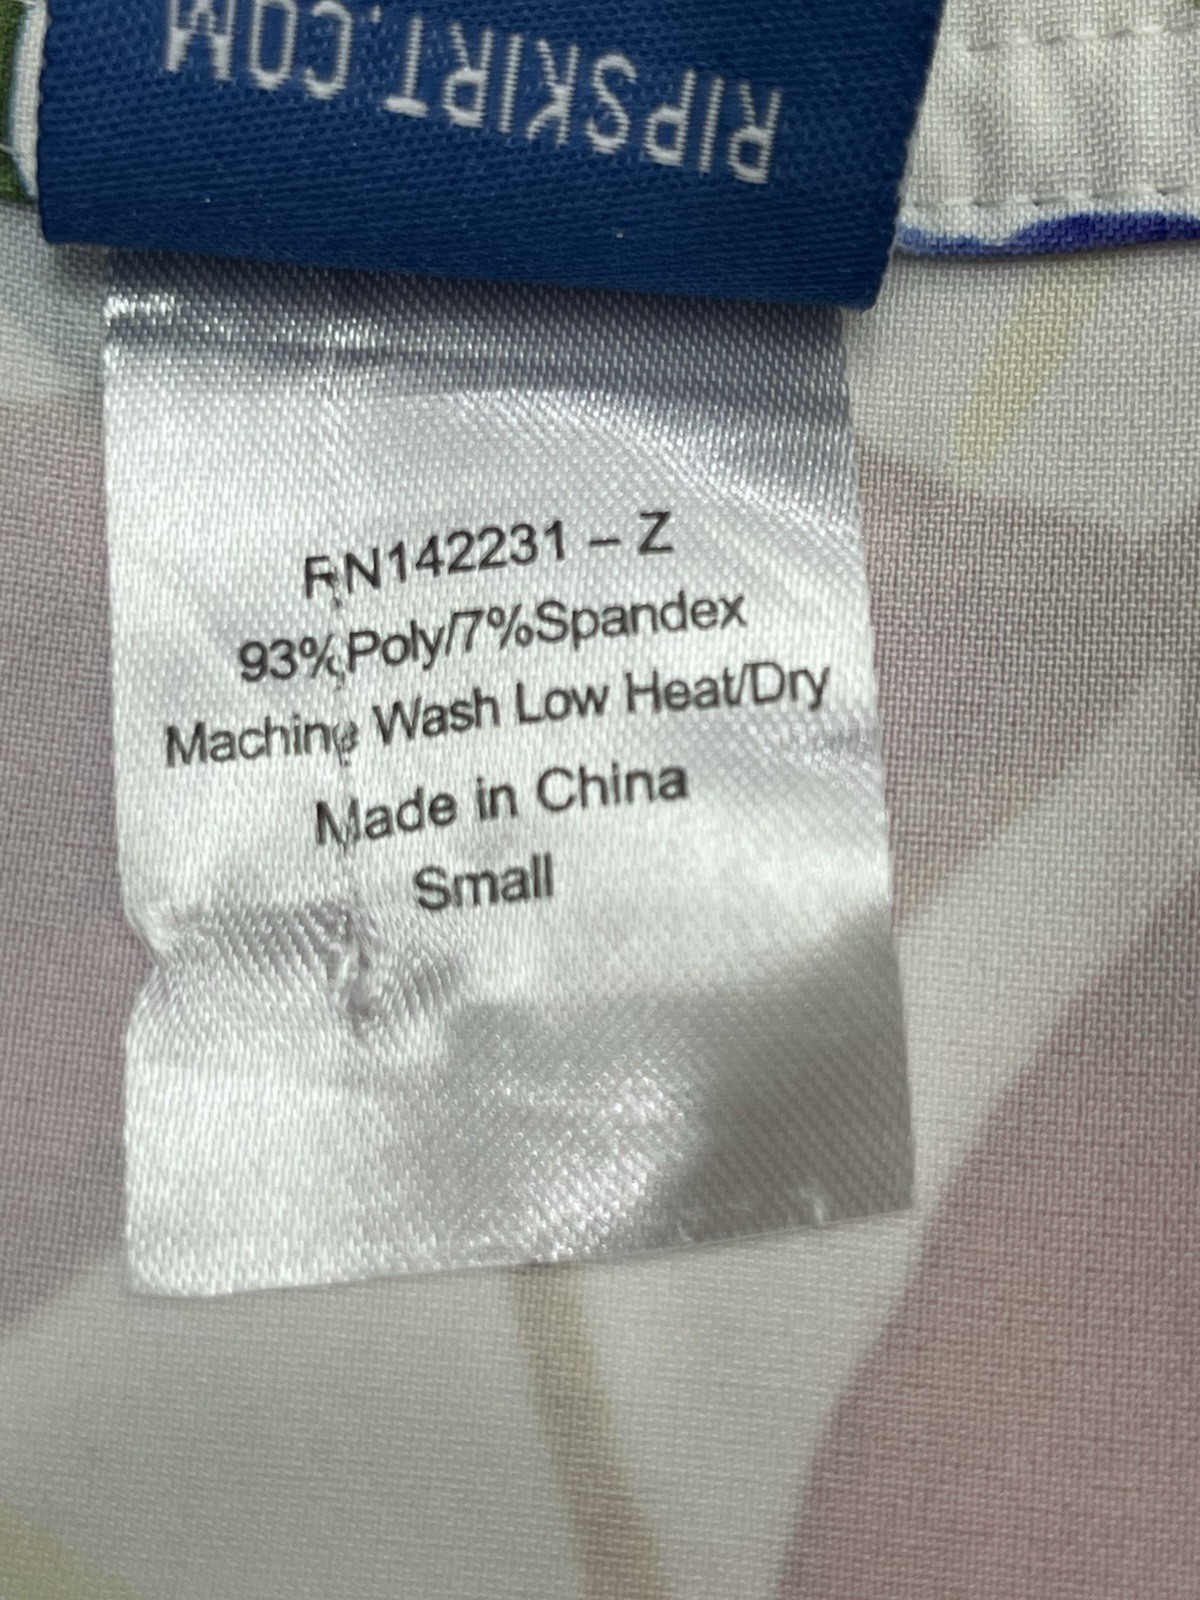 RIPSKIRT.COM
RN142231 – Z
93%Poly/7%Spandex
Machine Wash Low Heat/Dry
Made in China
Small